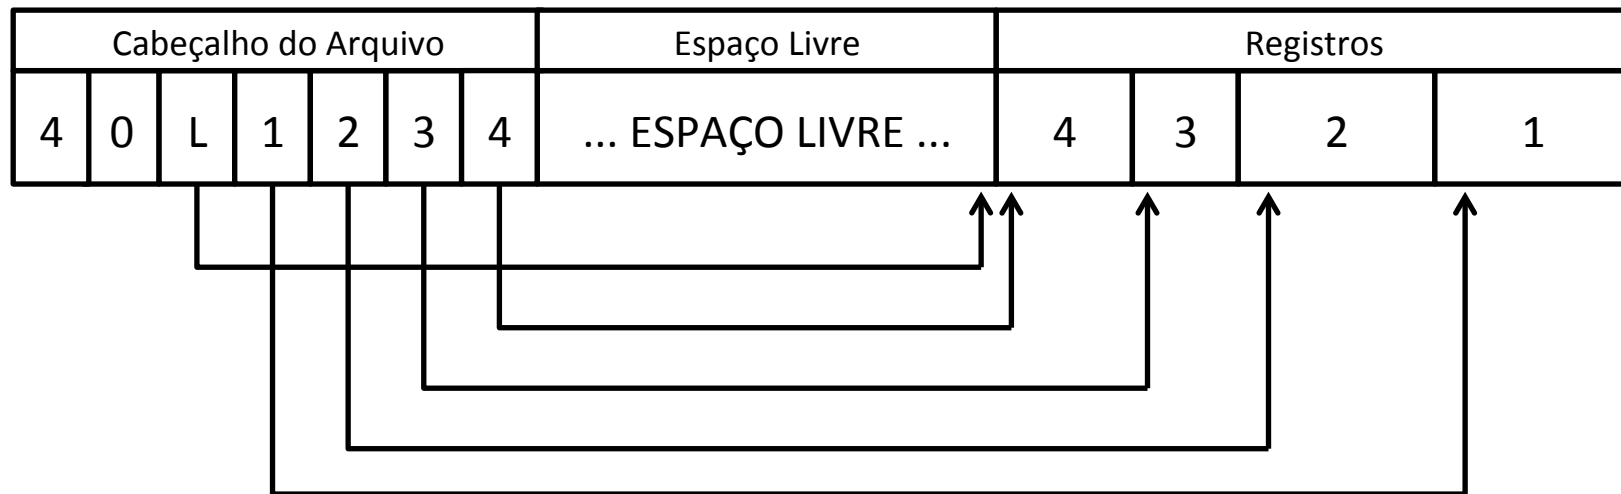 Cabeçalho do Arquivo Espaço Livre Registros
4 0 L 1 2 3 4 ... ESPAÇO LIVRE ... 4 3 2 1